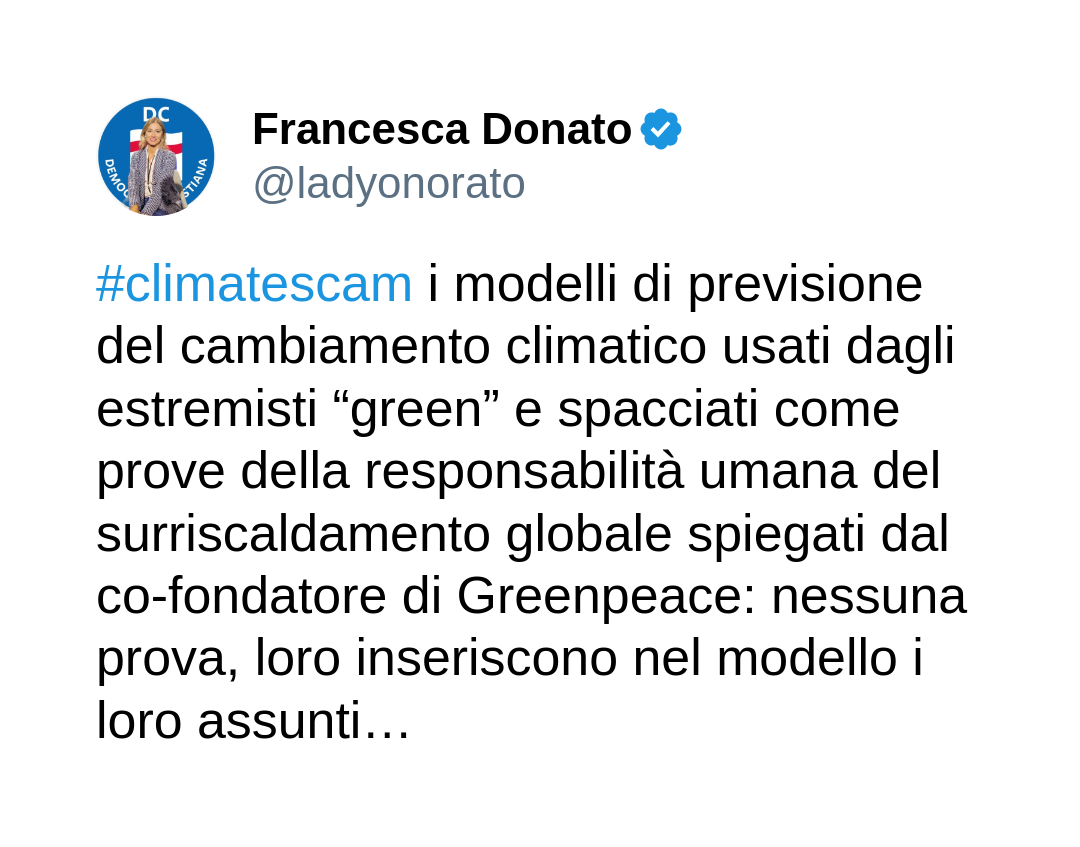 DC
DEMOC
STIANA
Francesca Donato
@ladyonorato
#climatescam i modelli di previsione
del cambiamento climatico usati dagli
estremisti “green” e spacciati come
prove della responsabilità umana del
surriscaldamento globale spiegati dal
co-fondatore di Greenpeace: nessuna
prova, loro inseriscono nel modello i
loro assunti…